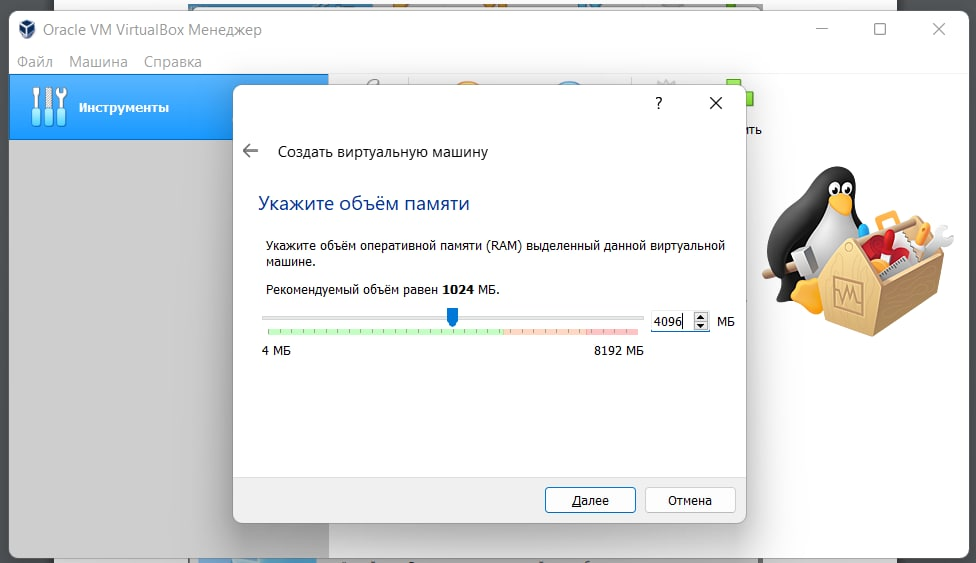 Oracle VM VirtualBox Менеджер
Файл Машина Справка
Инструменты
?
ить
Создать виртуальную машину
Укажите объём памяти
Укажите объём оперативной памяти (RAM) выделенный данной виртуальной
машине.
Рекомендуемый объём равен 1024 МБ.
4096 МБ
4 МБ 8192 МБ
Далее Отмена